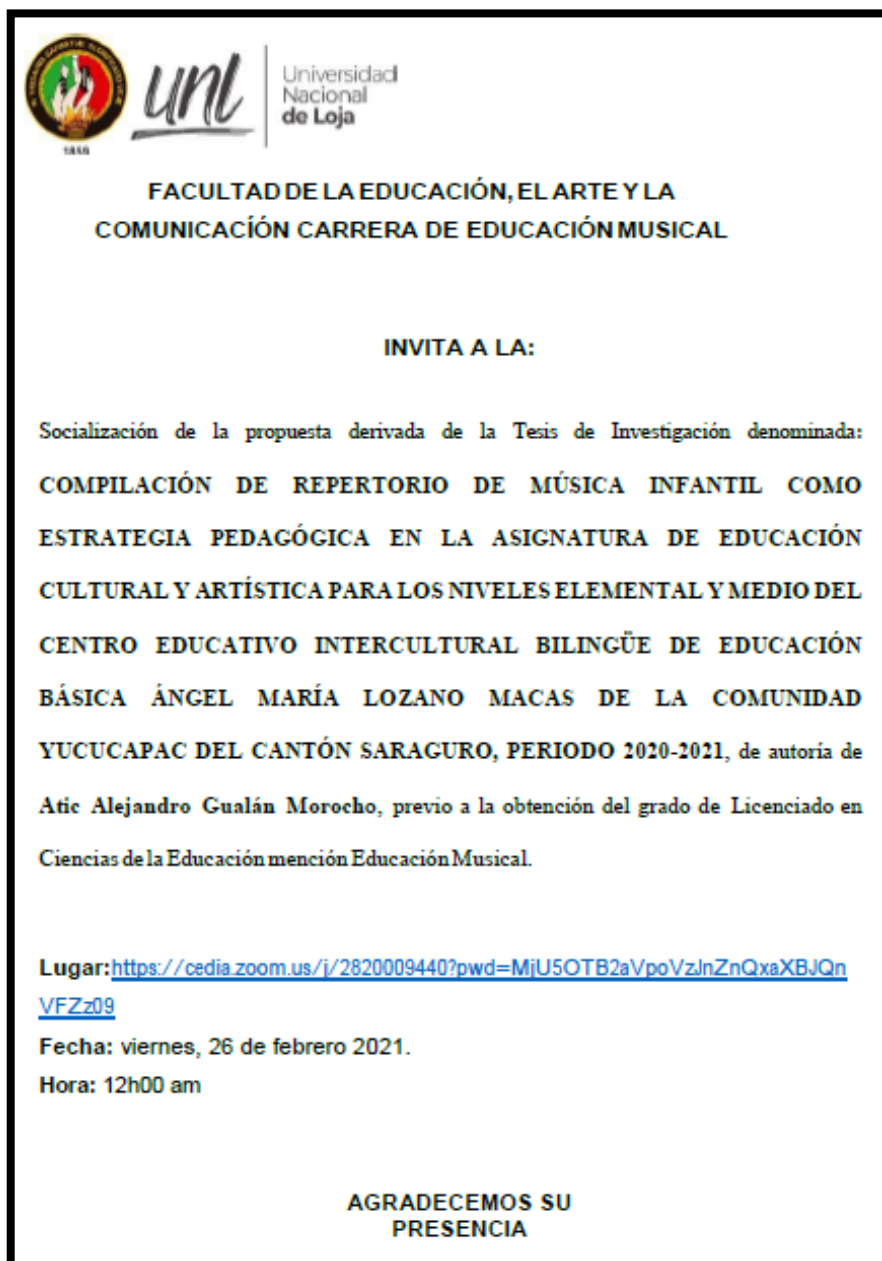 unl
Universidad
Nacional
de Loja
1859
FACULTAD DE LA EDUCACIÓN, EL ARTE Y LA
COMUNICACÍÓN CARRERA DE EDUCACIÓN MUSICAL
INVITA A LA:
Socialización de la propuesta derivada de la Tesis de Investigación denominada:
COMPILACIÓN DE REPERTORIO DE MÚSICA INFANTIL COMO
ESTRATEGIA PEDAGÓGICA EN LA ASIGNATURA DE EDUCACIÓN
CULTURAL Y ARTÍSTICA PARA LOS NIVELES ELEMENTAL Y MEDIO DEL
CENTRO EDUCATIVO INTERCULTURAL BILINGÜE DE EDUCACIÓN
BÁSICA ÁNGEL MARÍA LOZANO MACAS DE LA COMUNIDAD
YUCUCAPAC DEL CANTÓN SARAGURO, PERIODO 2020-2021, de autoría de
Atic Alejandro Gualán Morocho, previo a la obtención del grado de Licenciado en
Ciencias de la Educación mención Educación Musical.
Lugar:https://cedia.zoom.us/j/2820009440?pwd=MjU5OTB2aVpoVzJnZnQxaXBJQn
VFZz09
Fecha: viernes, 26 de febrero 2021.
Hora: 12h00 am
AGRADECEMOS SU
PRESENCIA